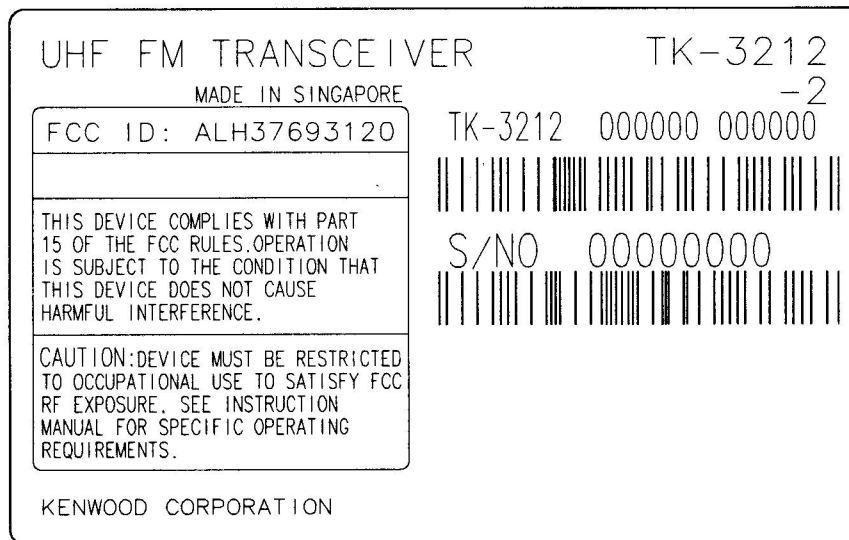 UHF FM TRANSCEIVER
TK-3212
-2
MADE IN SINGAPORE
FCC ID: ALH37693120
THIS DEVICE COMPLIES WITH PART
15 OF THE FCC RULES.OPERATION
IS SUBJECT TO THE CONDITION THAT
THIS DEVICE DOES NOT CAUSE
HARMFUL INTERFERENCE.
CAUTION:DEVICE MUST BE RESTRICTED
TO OCCUPATIONAL USE TO SATISFY FCC
RF EXPOSURE. SEE INSTRUCTION
MANUAL FOR SPECIFIC OPERATING
REQUIREMENTS.
KENWOOD CORPORATION
TK-3212 000000 000000
S/NO 00000000